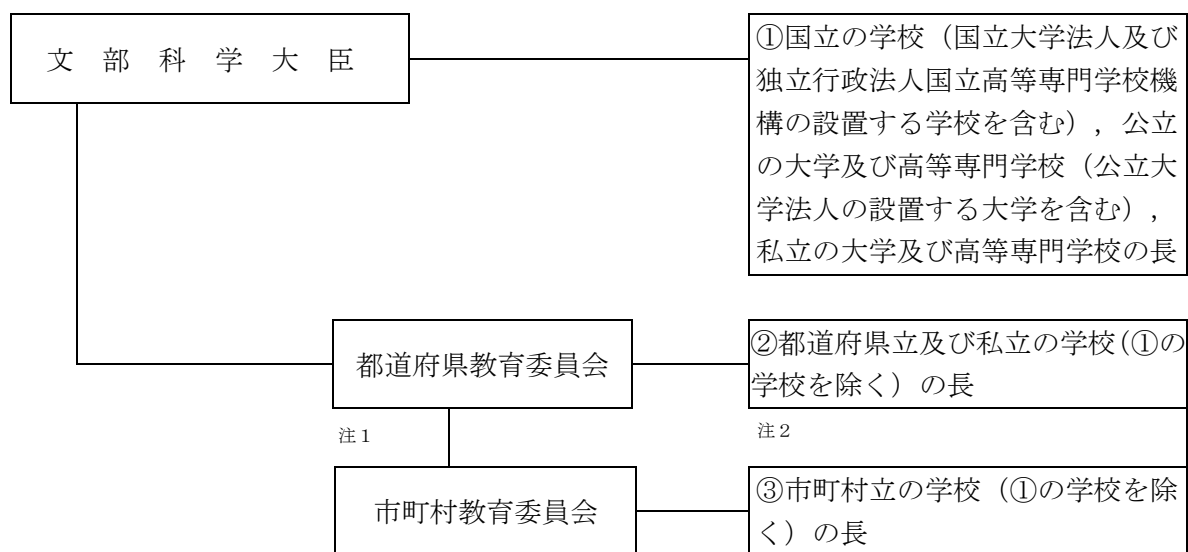 文 部 科 学 大 臣
①国立の学校(国立大学法人及び
独立行政法人国立高等専門学校機
構の設置する学校を含む),公立
の大学及び高等専門学校(公立大
学法人の設置する大学を含む),
私立の大学及び高等専門学校の長
都道府県教育委員会
②都道府県立及び私立の学校(①の
学校を除く)の長
注1
注2
市町村教育委員会
③市町村立の学校(①の学校を除
く)の長